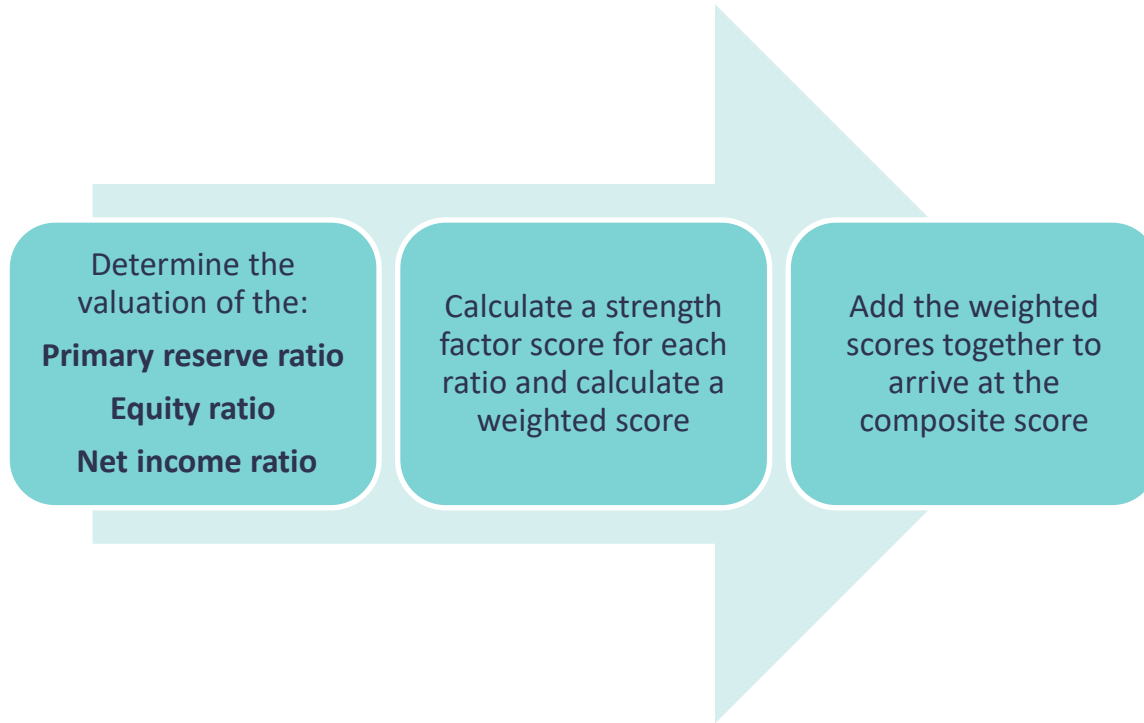 Determine the
valuation of the:
Primary reserve ratio
Equity ratio
Net income ratio
Calculate a strength
factor score for each
ratio and calculate a
weighted score
Add the weighted
scores together to
arrive at the
composite score